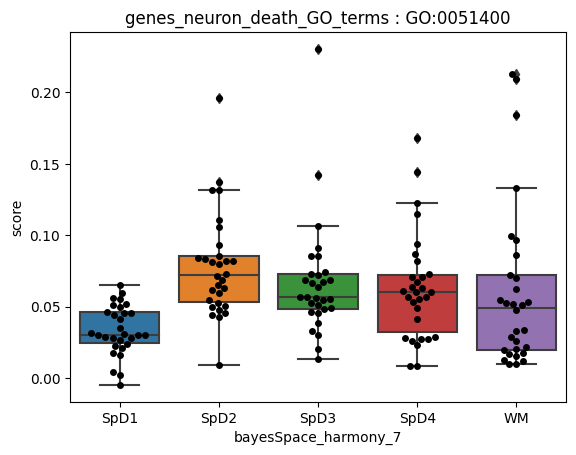 genes_neuron_death_GO_terms : GO:0051400
score
0.20
0.15
0.10
0.05
0.00
SpD1 SpD2 SpD3 SpD4 WM
bayesSpace_harmony_7